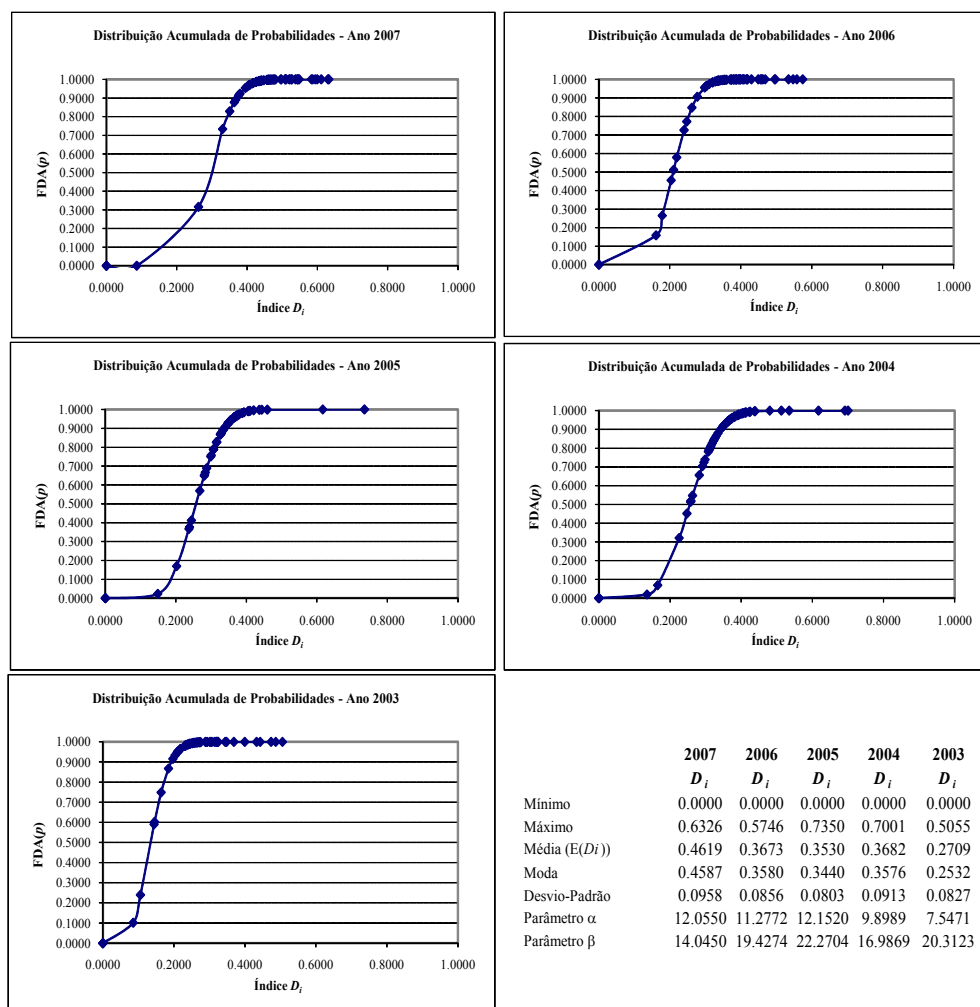 Distribuição Acumulada de Probabilidades - Ano 2007
FDA(p)
1.0000
0.9000
0.8000
0.7000
0.6000
0.5000
0.4000
0.3000
0.2000
0.1000
0.0000
0.0000 0.2000 0.4000 0.6000 0.8000 1.0000
Índice Di
Distribuição Acumulada de Probabilidades - Ano 2006
FDA(p)
1.0000
0.9000
0.8000
0.7000
0.6000
0.5000
0.4000
0.3000
0.2000
0.1000
0.0000
0.0000 0.2000 0.4000 0.6000 0.8000 1.0000
Índice Di
Distribuição Acumulada de Probabilidades - Ano 2005
FDA(p)
1.0000
0.9000
0.8000
0.7000
0.6000
0.5000
0.4000
0.3000
0.2000
0.1000
0.0000
0.0000 0.2000 0.4000 0.6000 0.8000 1.0000
Índice Di
Distribuição Acumulada de Probabilidades - Ano 2004
FDA(p)
1.0000
0.9000
0.8000
0.7000
0.6000
0.5000
0.4000
0.3000
0.2000
0.1000
0.0000
0.0000 0.2000 0.4000 0.6000 0.8000 1.0000
Índice Di
Distribuição Acumulada de Probabilidades - Ano 2003
FDA(p)
1.0000
0.9000
0.8000
0.7000
0.6000
0.5000
0.4000
0.3000
0.2000
0.1000
0.0000
0.0000 0.2000 0.4000 0.6000 0.8000 1.0000
Índice Di
2007 2006 2005 2004 2003
Di Di Di Di Di
Mínimo 0.0000 0.0000 0.0000 0.0000 0.0000
Máximo 0.6326 0.5746 0.7350 0.7001 0.5055
Média (E(Di)) 0.4619 0.3673 0.3530 0.3682 0.2709
Moda 0.4587 0.3580 0.3440 0.3576 0.2532
Desvio-Padrão 0.0958 0.0856 0.0803 0.0913 0.0827
Parâmetro α 12.0550 11.2772 12.1520 9.8989 7.5471
Parâmetro β 14.0450 19.4274 22.2704 16.9869 20.3123